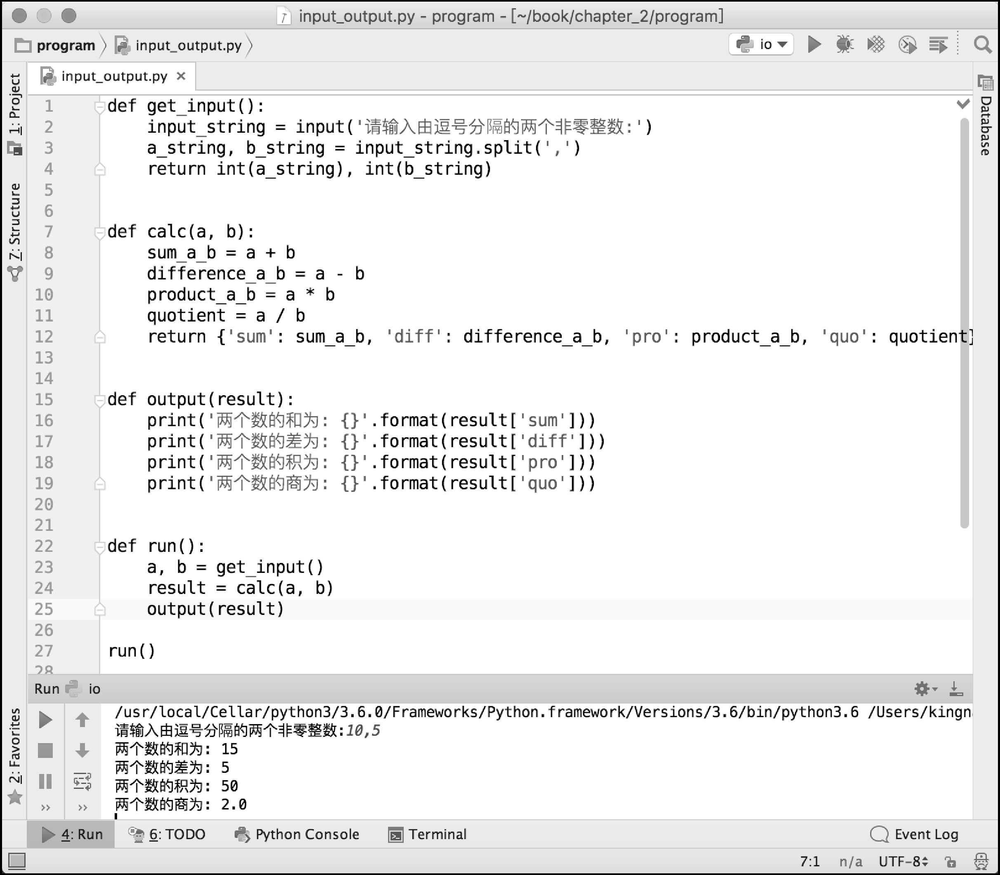 input_output.py - program - [~/book/chapter_2/program]
program input_output.py io
input_output.py
1: Project
7: Structure
2: Favorites
Database
1 def get_input():
2 input_string = input('请输入由逗号分隔的两个非零整数:')
3 a_string, b_string = input_string.split(',')
4 return int(a_string), int(b_string)
5
6
7 def calc(a, b):
8 sum_a_b = a + b
9 difference_a_b = a - b
10 product_a_b = a * b
11 quotient = a / b
12 return {'sum': sum_a_b, 'diff': difference_a_b, 'pro': product_a_b, 'quo': quotient}
13
14
15 def output(result):
16 print('两个数的和为: {}'.format(result['sum']))
17 print('两个数的差为: {}'.format(result['diff']))
18 print('两个数的积为: {}'.format(result['pro']))
19 print('两个数的商为: {}'.format(result['quo']))
20
21
22 def run():
23 a, b = get_input()
24 result = calc(a, b)
25 output(result)
26
27 run()
28
Run io
/usr/local/Cellar/python3/3.6.0/Frameworks/Python.framework/Versions/3.6/bin/python3.6 /Users/kingn
请输入由逗号分隔的两个非零整数:10,5
两个数的和为: 15
两个数的差为: 5
两个数的积为: 50
两个数的商为: 2.0
4: Run 6: TODO Python Console Terminal Event Log
7:1 n/a UTF-8